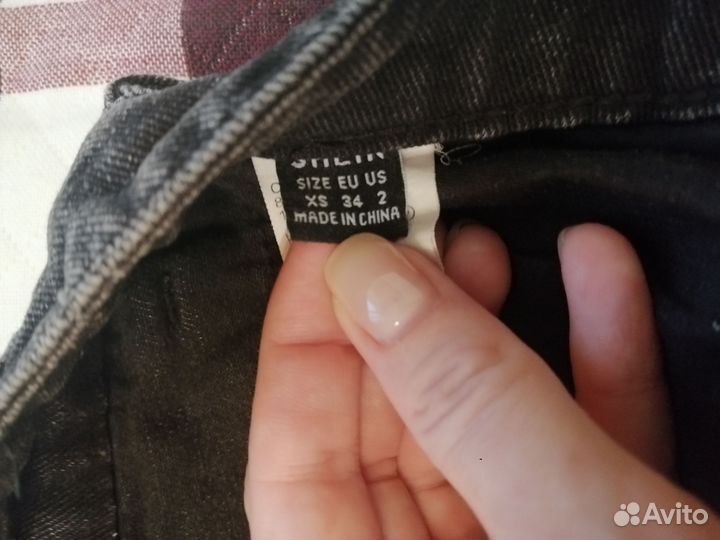 SHEIN
SIZE EU US
XS 34 2
MADE IN CHINA
Avito